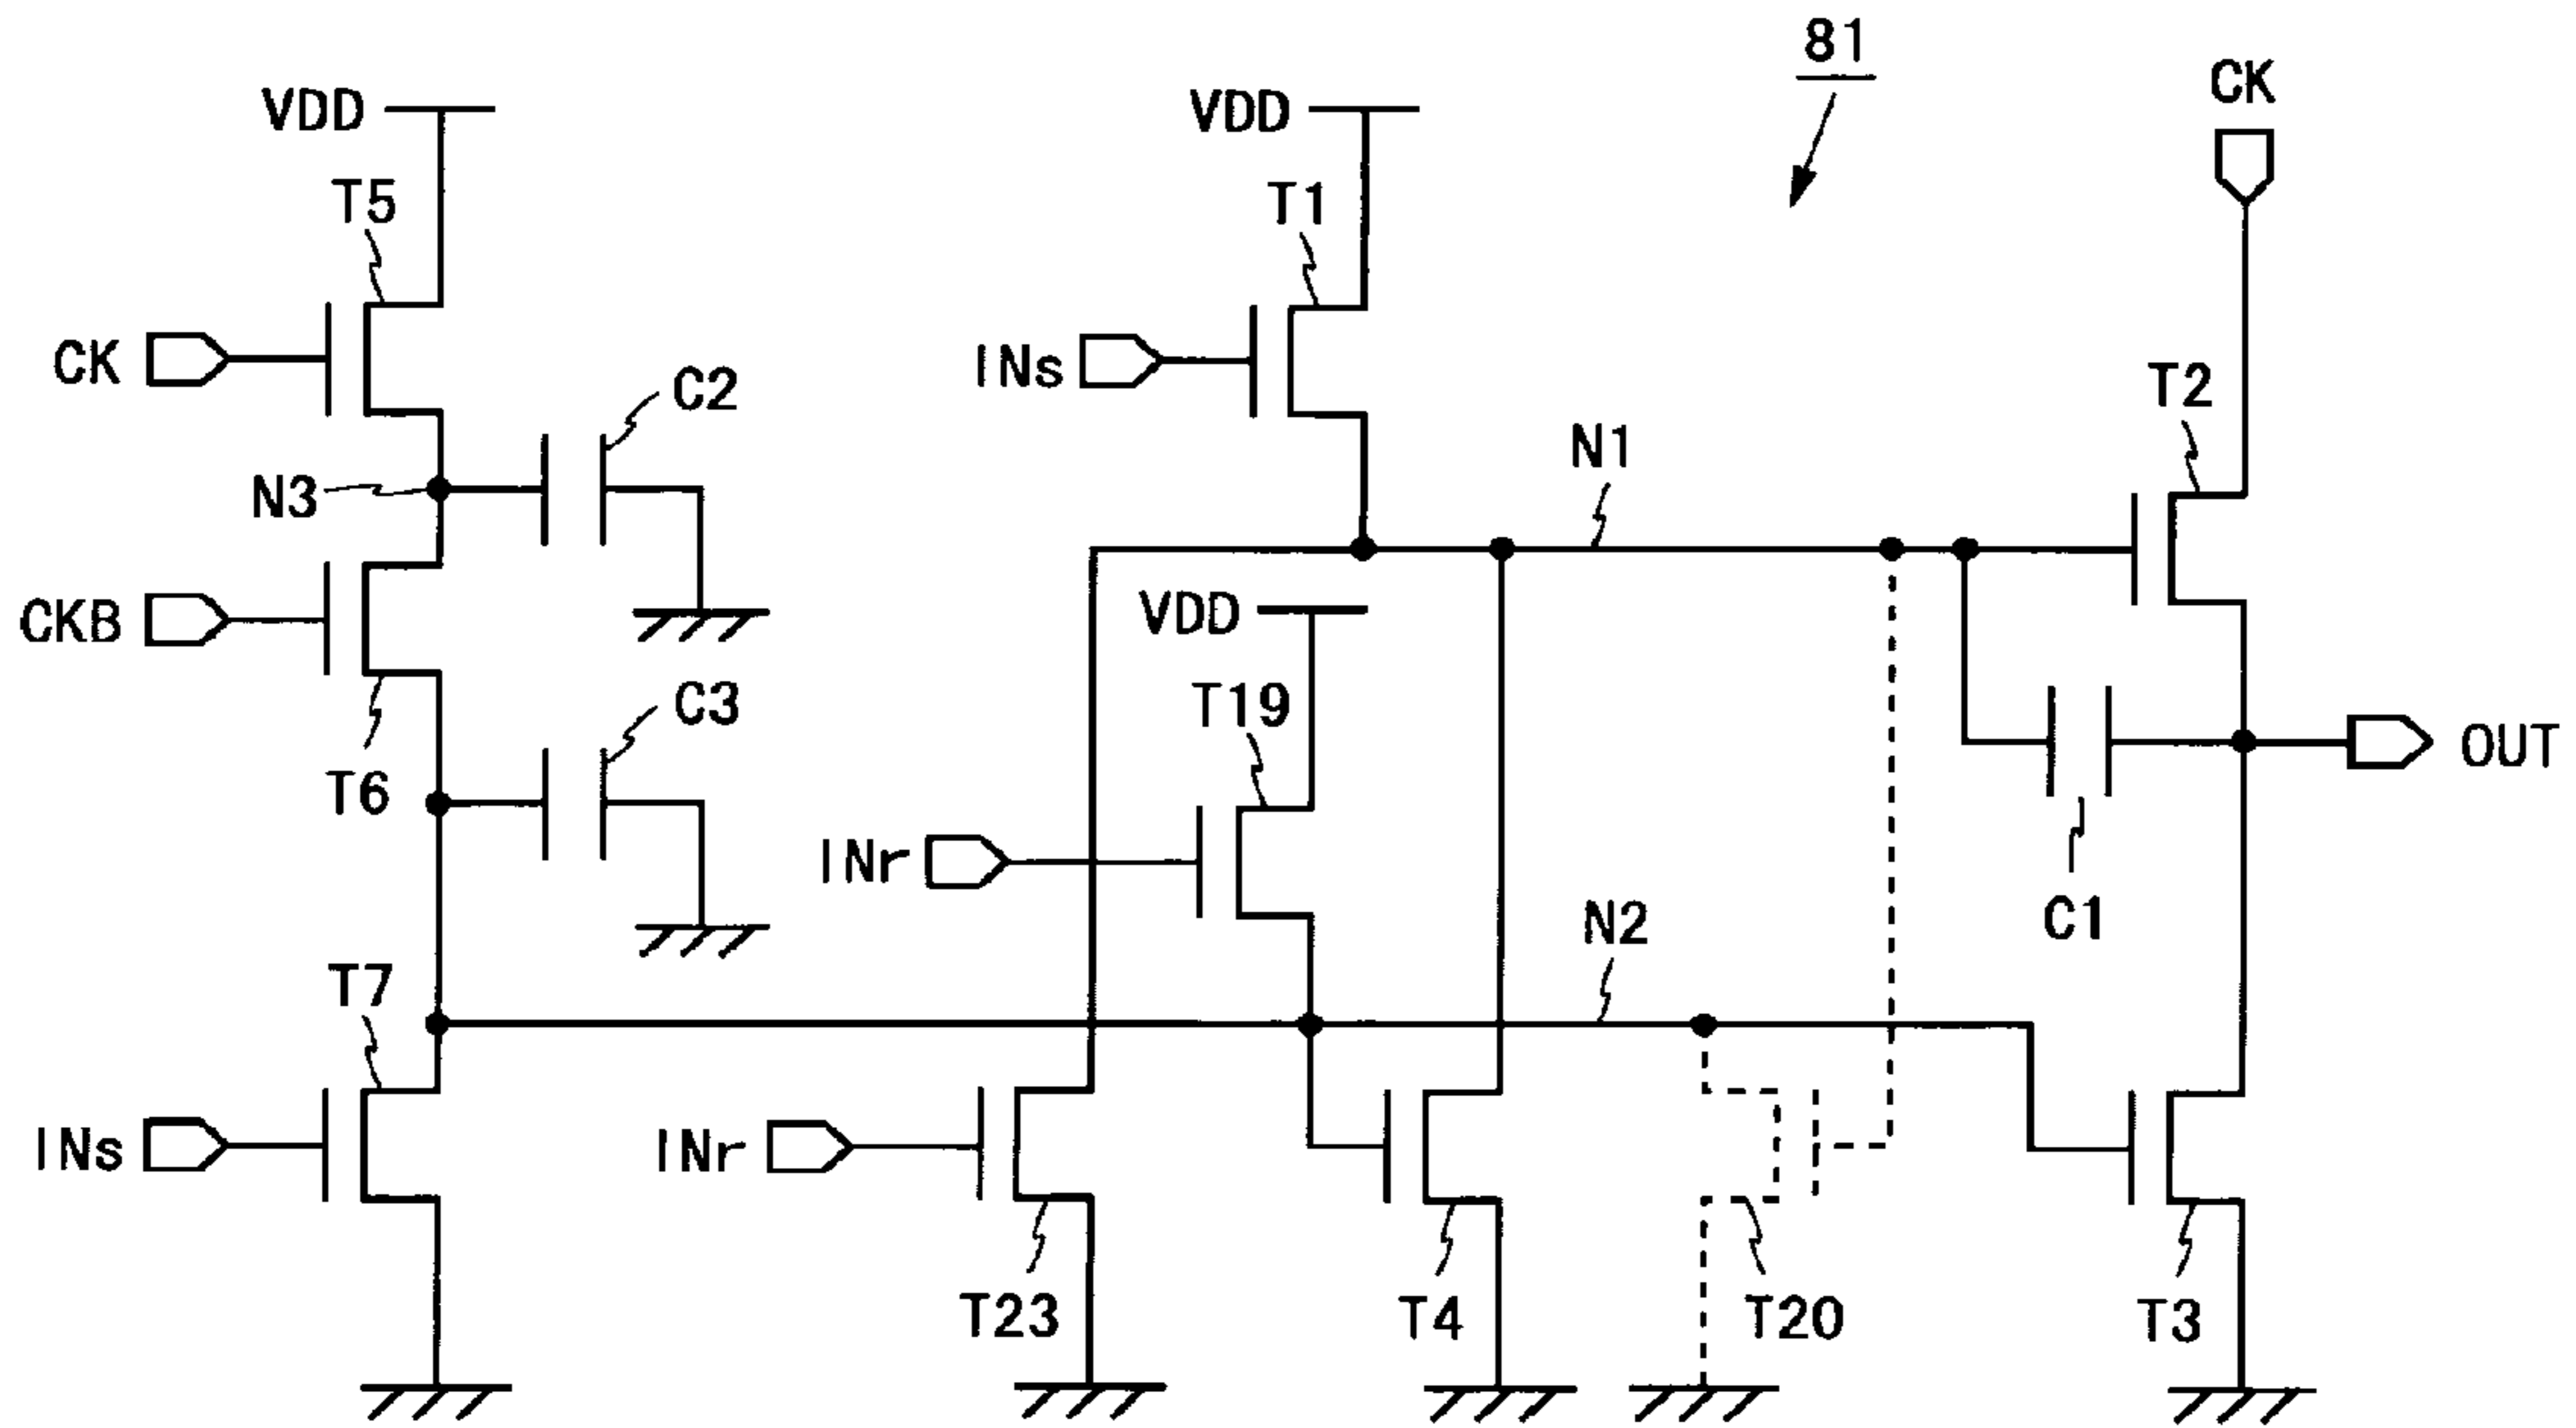 81
CK
VDD
VDD
T5
T1
CK
INs
C2
T2
N1
N3
VDD
CKB
C3
T19
OUT
T6
INr
C1
N2
T7
INs
INr
T23
T4
T20
T3